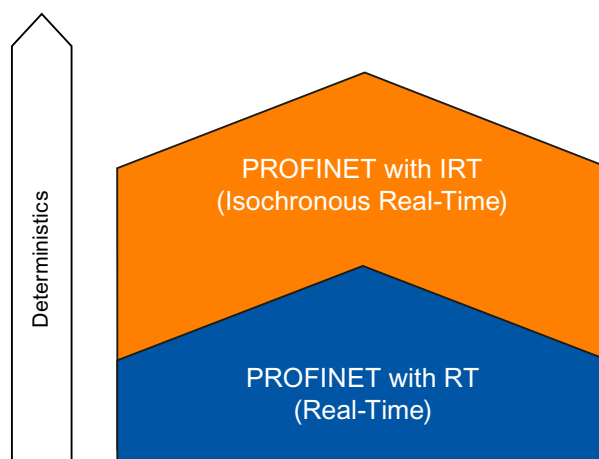 Deterministics
PROFINET with IRT
(Isochronous Real-Time)
PROFINET with RT
(Real-Time)